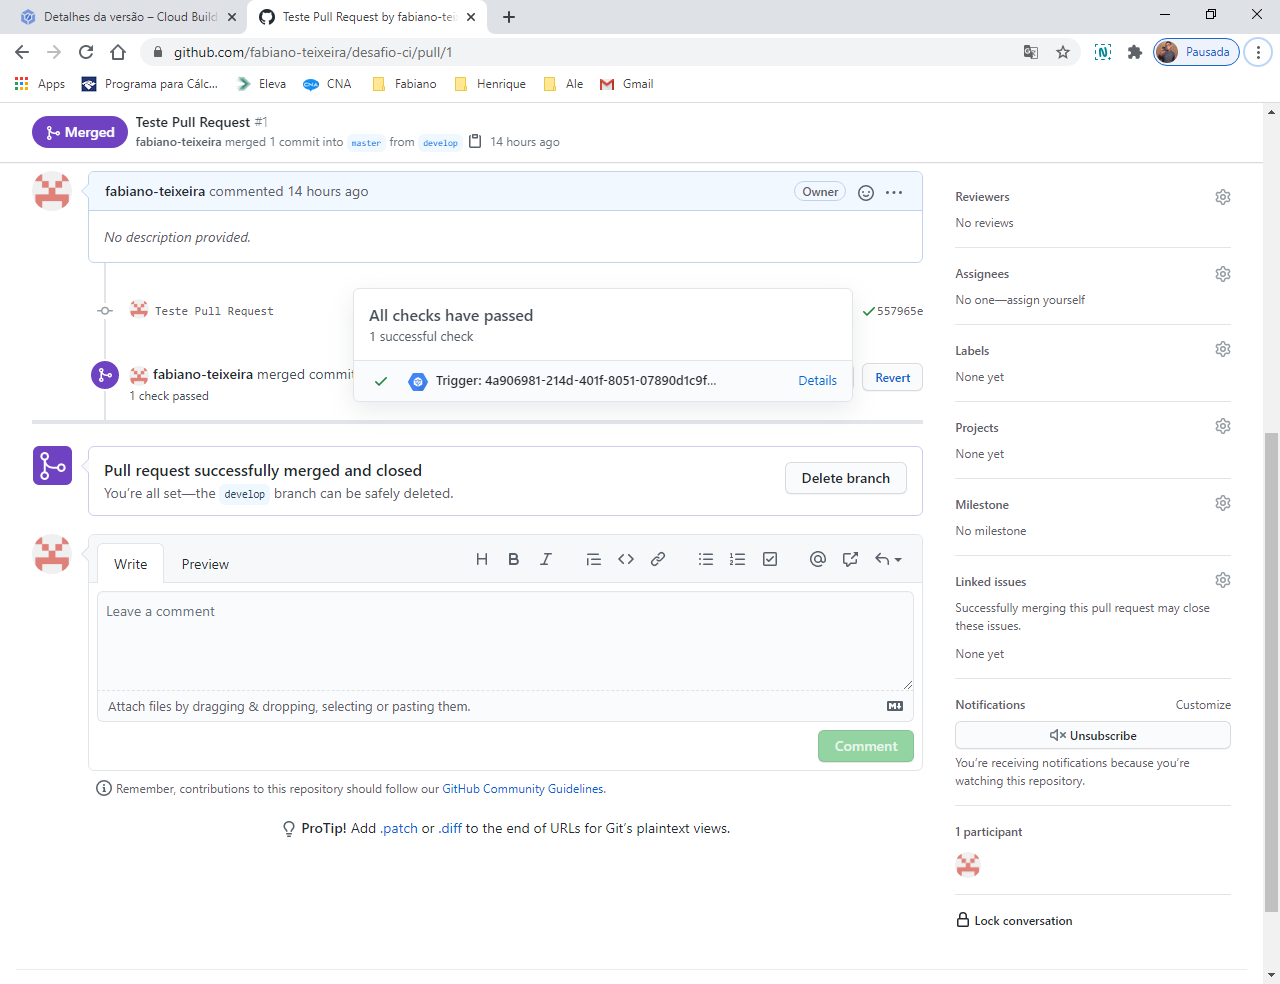 Detalhes da versão – Cloud Build
Teste Pull Request by fabiano-tei
github.com/fabiano-teixeira/desafio-ci/pull/1
Pausada
Apps
Programa para Cálc...
Eleva
CNA
Fabiano
Henrique
Ale
Gmail
Merged
Teste Pull Request #1
fabiano-teixeira merged 1 commit into master from develop 14 hours ago
fabiano-teixeira commented 14 hours ago
Owner
No description provided.
Teste Pull Request
557965e
All checks have passed
1 successful check
Trigger: 4a906981-214d-401f-8051-07890d1c9f...
Details
fabiano-teixeira merged commit
1 check passed
Revert
Pull request successfully merged and closed
You're all set—the develop branch can be safely deleted.
Delete branch
Write
Preview
Leave a comment
Attach files by dragging & dropping, selecting or pasting them.
Comment
Remember, contributions to this repository should follow our GitHub Community Guidelines.
ProTip! Add .patch or .diff to the end of URLs for Git's plaintext views.
Reviewers
No reviews
Assignees
No one—assign yourself
Labels
None yet
Projects
None yet
Milestone
No milestone
Linked issues
Successfully merging this pull request may close
these issues.
None yet
Notifications
Customize
Unsubscribe
You're receiving notifications because you're
watching this repository.
1 participant
Lock conversation